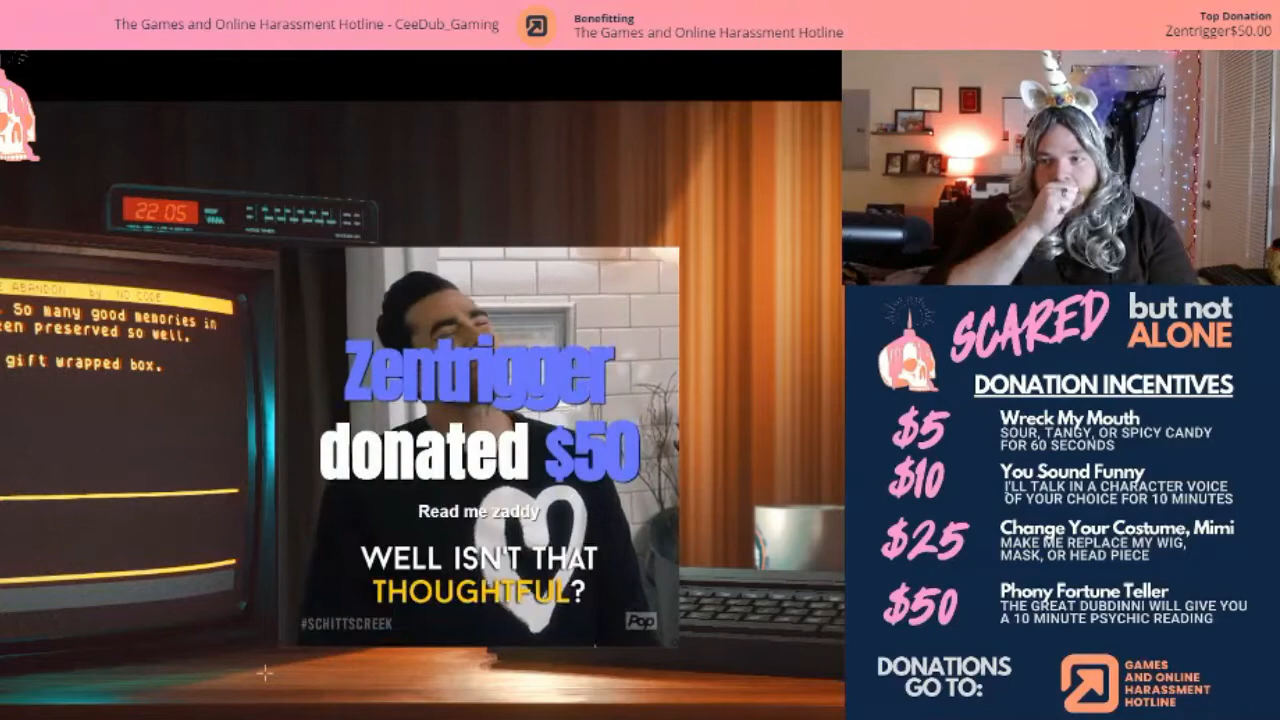 The Games and Online Harassment Hotline - CeeDub_Gaming
Benefitting
The Games and Online Harassment Hotline
Top Donation
Zentrigger$50.00
22 05
ABANDON by NO CODE
. So many good memories in
en preserved so well.
gift wrapped box.
Zentrigger
donated $50
Read me zaddy
WELL ISN'T THAT
THOUGHTFUL?
#SCHITTSCREEK
Pop
SCARED but not
ALONE
DONATION INCENTIVES
$5 Wreck My Mouth
SOUR, TANGY, OR SPICY CANDY
FOR 60 SECONDS
$10 You Sound Funny
I'LL TALK IN A CHARACTER VOICE
OF YOUR CHOICE FOR 10 MINUTES
$25 Change Your Costume, Mimi
MAKE ME REPLACE MY WIG,
MASK, OR HEAD PIECE
$50 Phony Fortune Teller
THE GREAT DUBDINNI WILL GIVE YOU
A 10 MINUTE PSYCHIC READING
DONATIONS
GO TO:
GAMES
AND ONLINE
HARASSMENT
HOTLINE